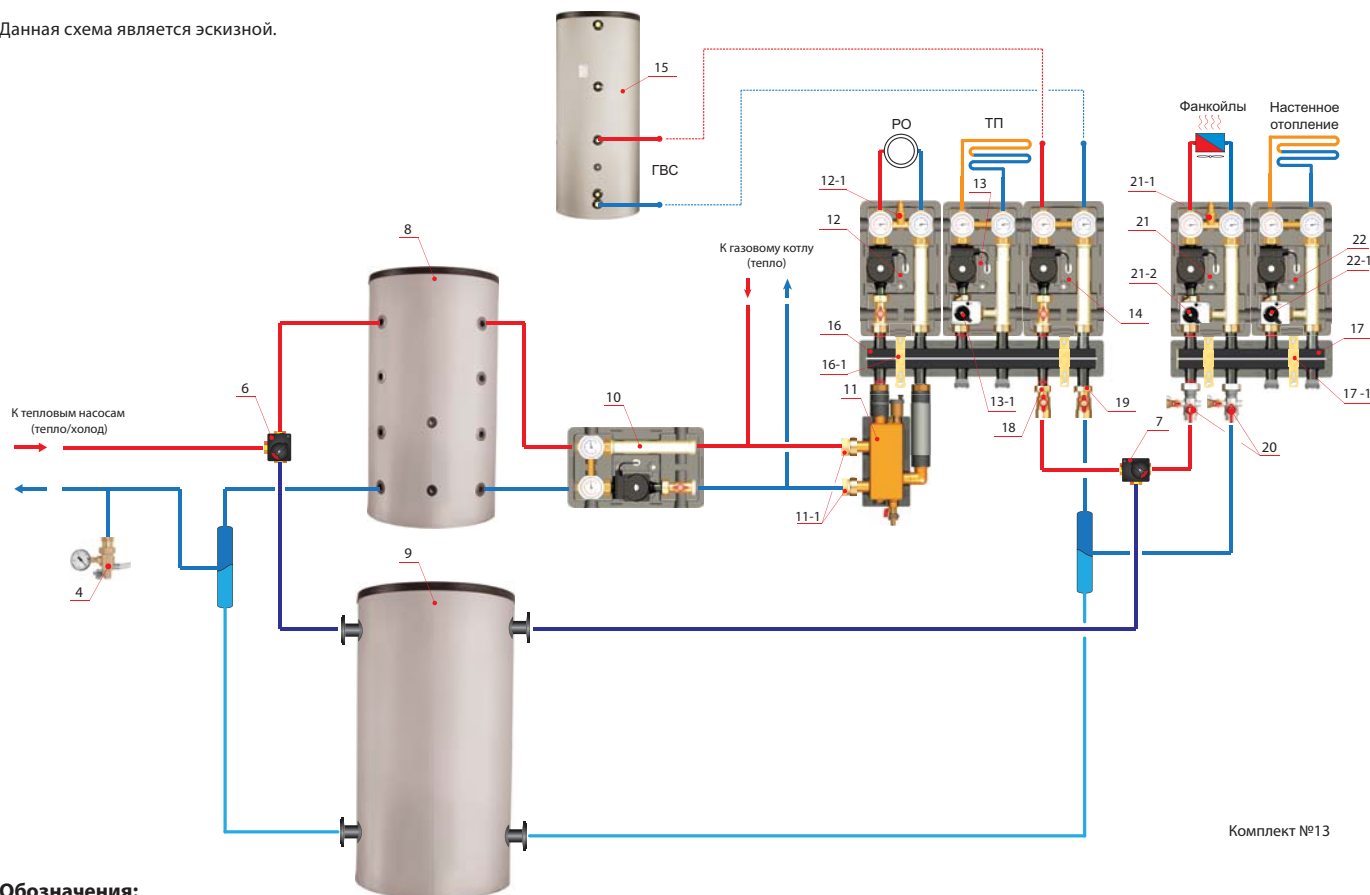 Данная схема является эскизной.
15
ГВС
РО
ТП
Фанкойлы
Настенное
отопление
12-1
12
13
14
21-1
21
21-2
22
22-1
8
К газовому котлу
(тепло)
16
16-1
17
17 -1
6
К тепловым насосам
(тепло/холод)
10
11
13-1
18
19
7
20
11-1
4
9
Комплект №13
Обозначения: